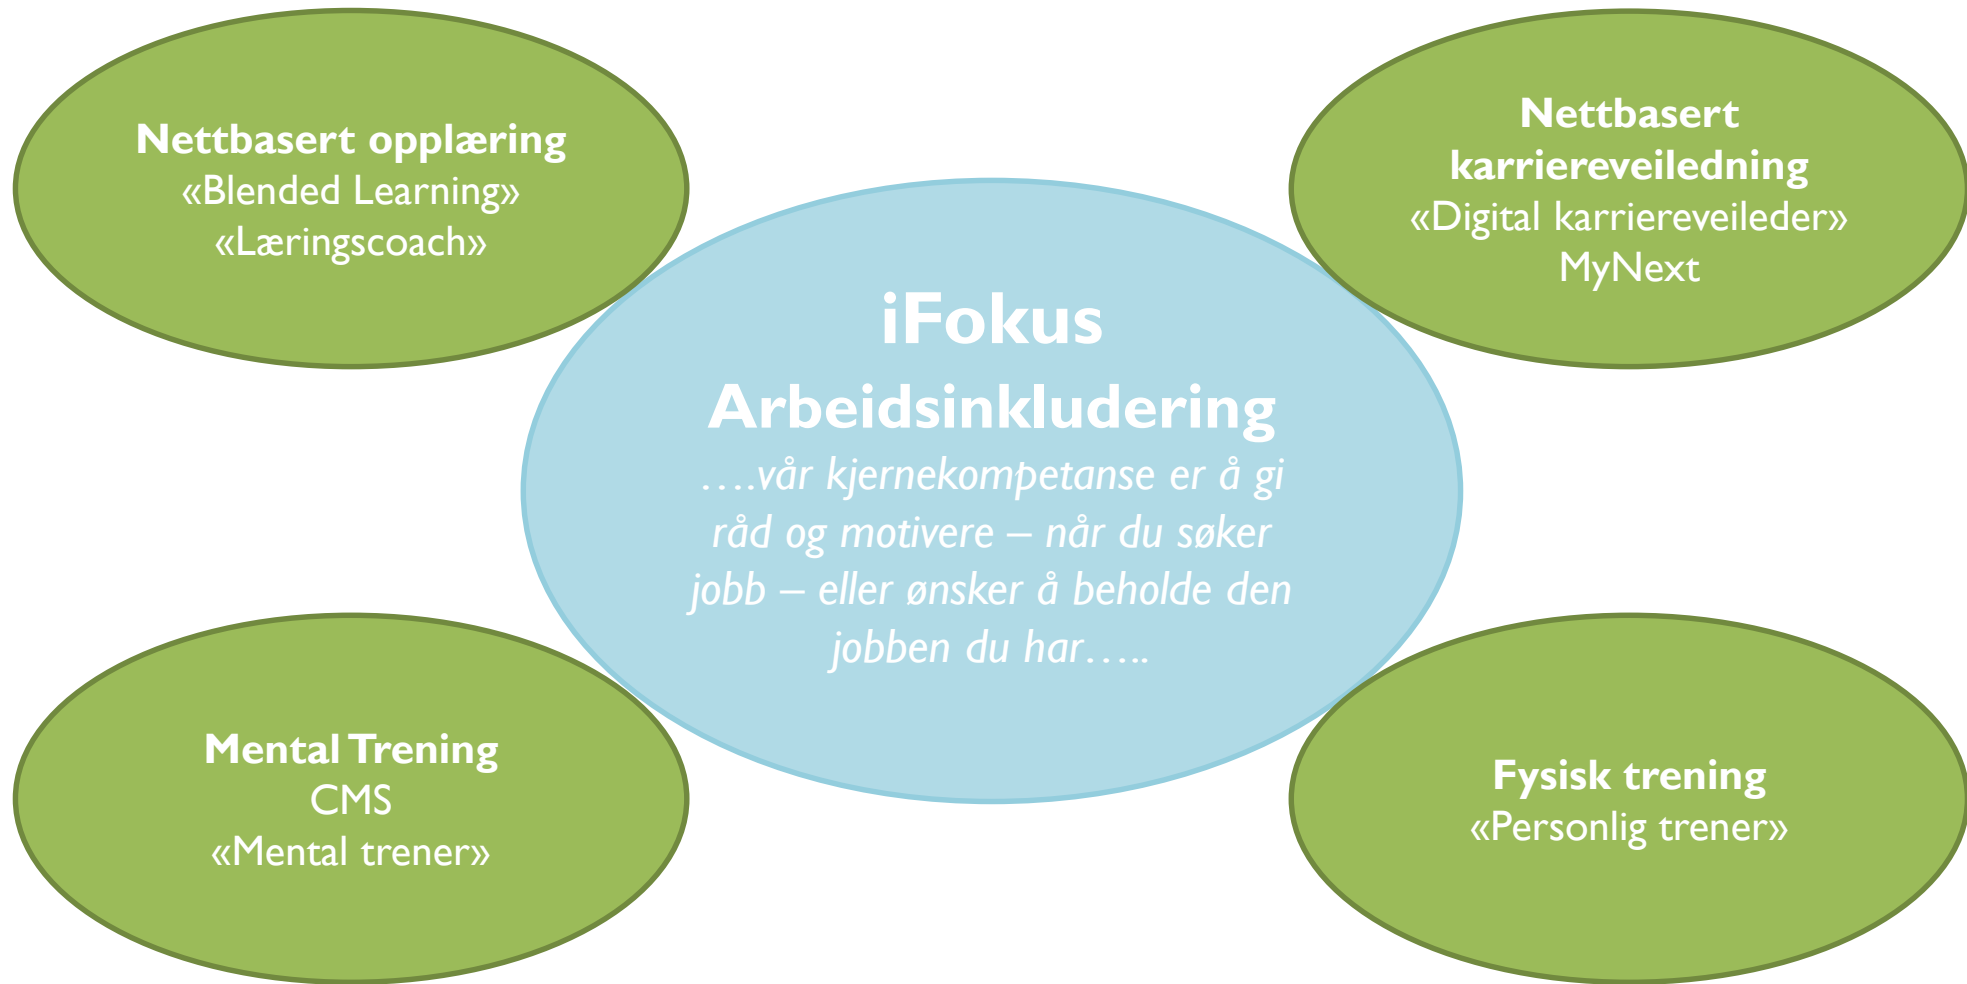 Nettbasert opplæring
«Blended Learning»
«Læringscoach»
Nettbasert
karriereveiledning
«Digital karriereveileder»
MyNext
iFokus
Arbeidsinkludering
….vår kjernekompetanse er å gi
råd og motivere – når du søker
jobb – eller ønsker å beholde den
jobben du har…..
Mental Trening
CMS
«Mental trener»
Fysisk trening
«Personlig trener»